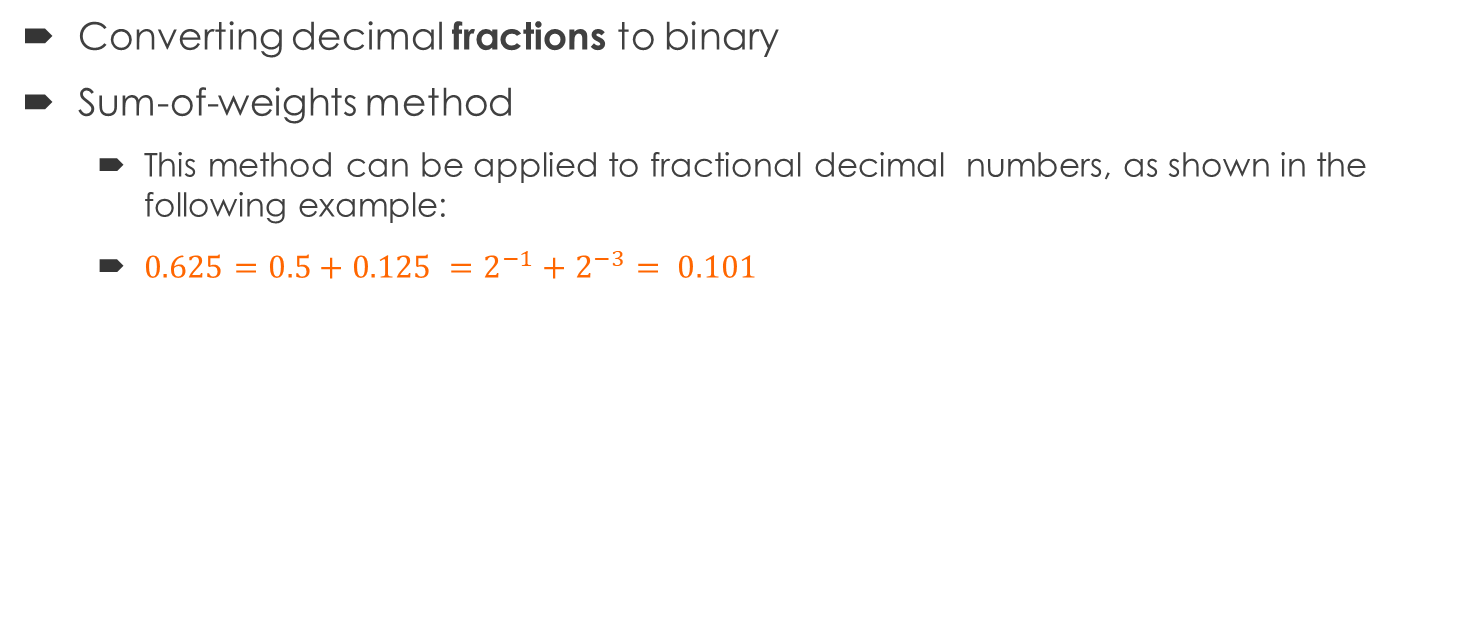 Converting decimal fractions to binary
Sum-of-weights method
This method can be applied to fractional decimal numbers, as shown in the
following example:
0.625 = 0.5 + 0.125 = 2⁻¹ + 2⁻³ = 0.101